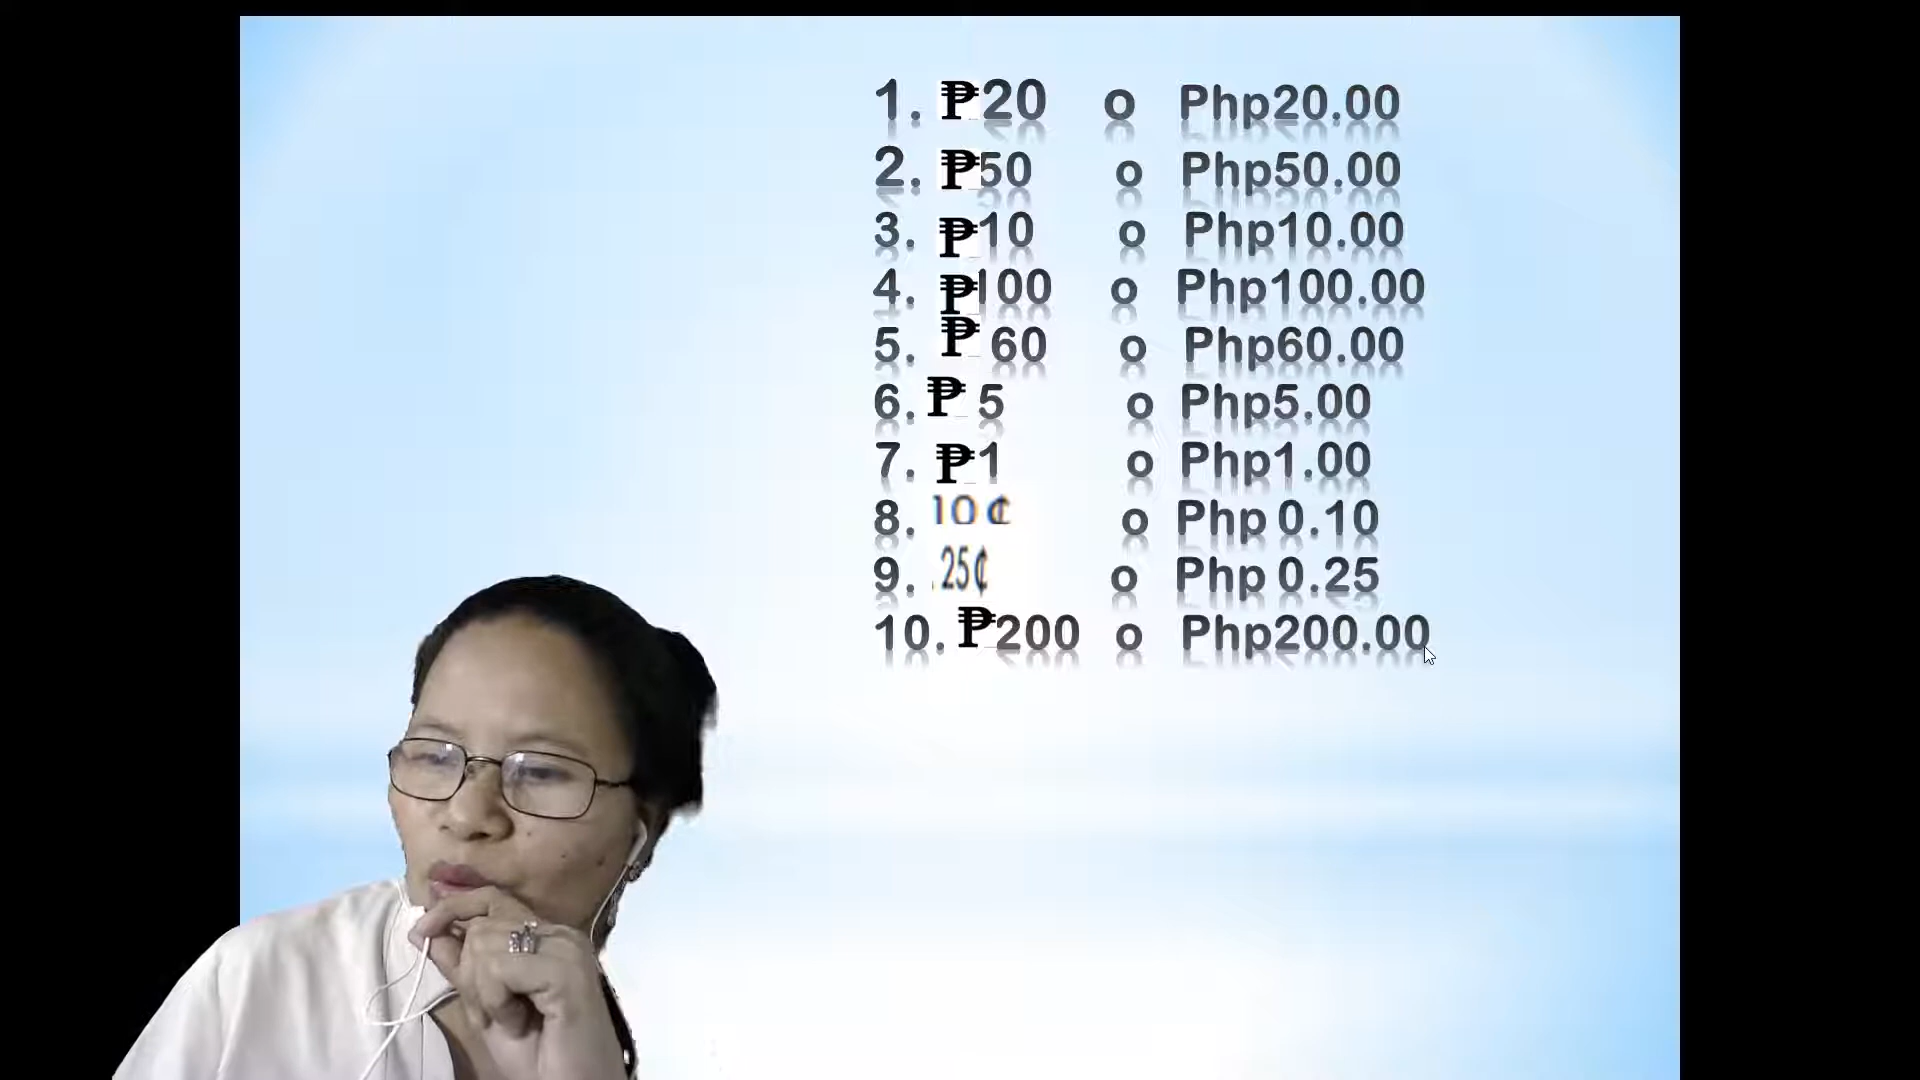 1. ₱20 o Php20.00
2. ₱50 o Php50.00
3. ₱10 o Php10.00
4. ₱100 o Php100.00
5. ₱ 60 o Php60.00
6. ₱ 5 o Php5.00
7. ₱1 o Php1.00
8. 10 ¢ o Php 0.10
9. 25¢ o Php 0.25
10. ₱200 o Php200.00